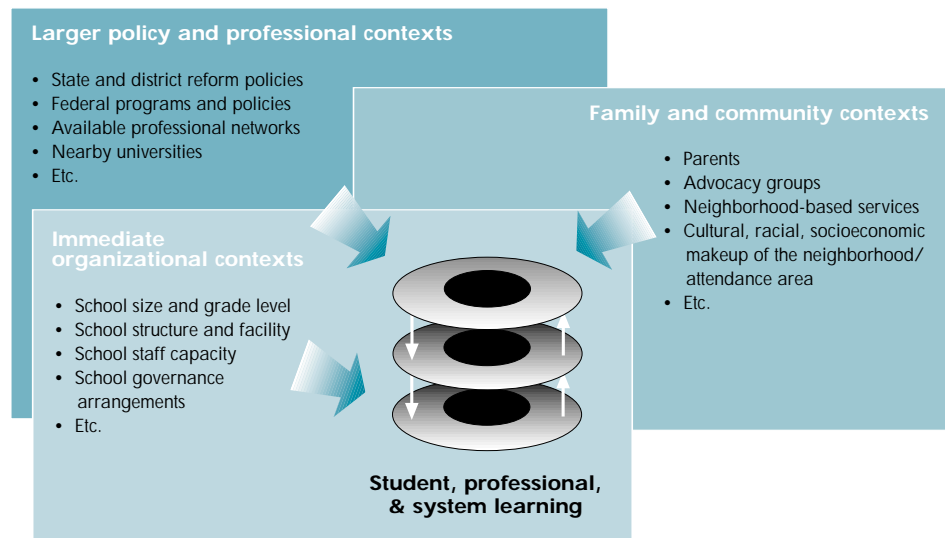 Larger policy and professional contexts
• State and district reform policies
• Federal programs and policies
• Available professional networks
• Nearby universities
• Etc.
Family and community contexts
• Parents
• Advocacy groups
• Neighborhood-based services
• Cultural, racial, socioeconomic
makeup of the neighborhood/
attendance area
• Etc.
Immediate
organizational contexts
• School size and grade level
• School structure and facility
• School staff capacity
• School governance
arrangements
• Etc.
Student, professional,
& system learning